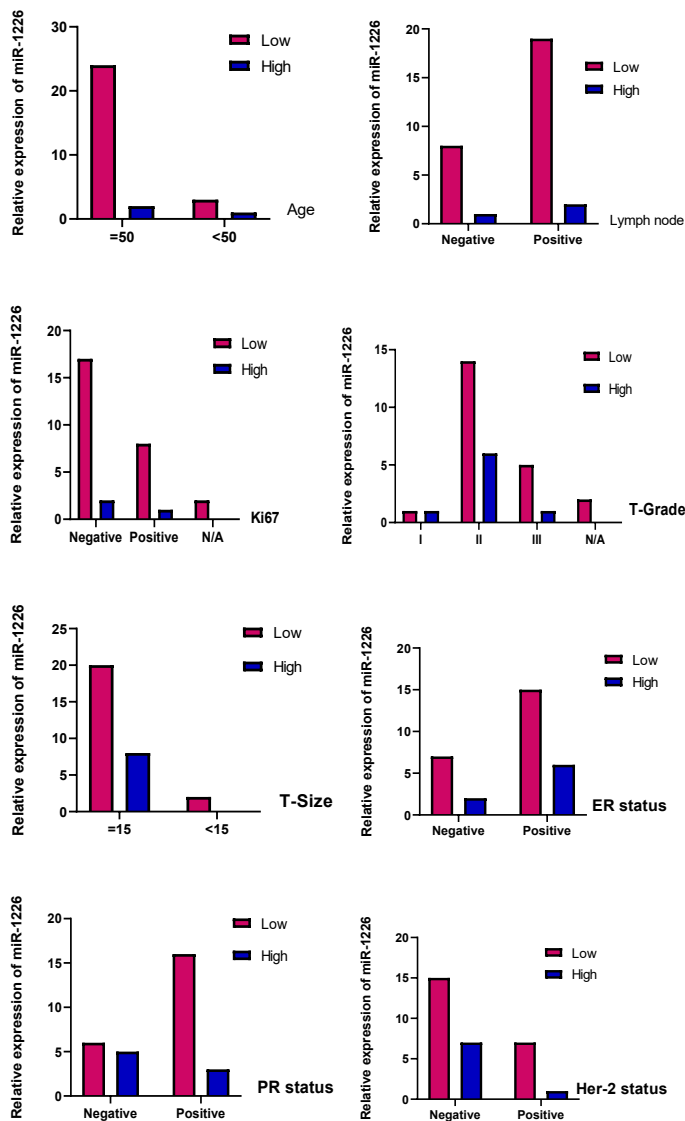 Relative expression of miR-1226
30
20
10
0
Low
High
=50
<50
Age
Relative expression of miR-1226
20
15
10
5
0
Low
High
Negative
Positive
Lymph node
Relative expression of miR-1226
20
15
10
5
0
Low
High
Negative
Positive
N/A
Ki67
Relative expression of miR-1226
15
10
5
0
Low
High
I
II
III
N/A
T-Grade
Relative expression of miR-1226
25
20
15
10
5
0
Low
High
=15
<15
T-Size
Relative expression of miR-1226
20
15
10
5
0
Low
High
Negative
Positive
ER status
Relative expression of miR-1226
20
15
10
5
0
Low
High
Negative
Positive
PR status
Relative expression of miR-1226
20
15
10
5
0
Low
High
Negative
Positive
Her-2 status